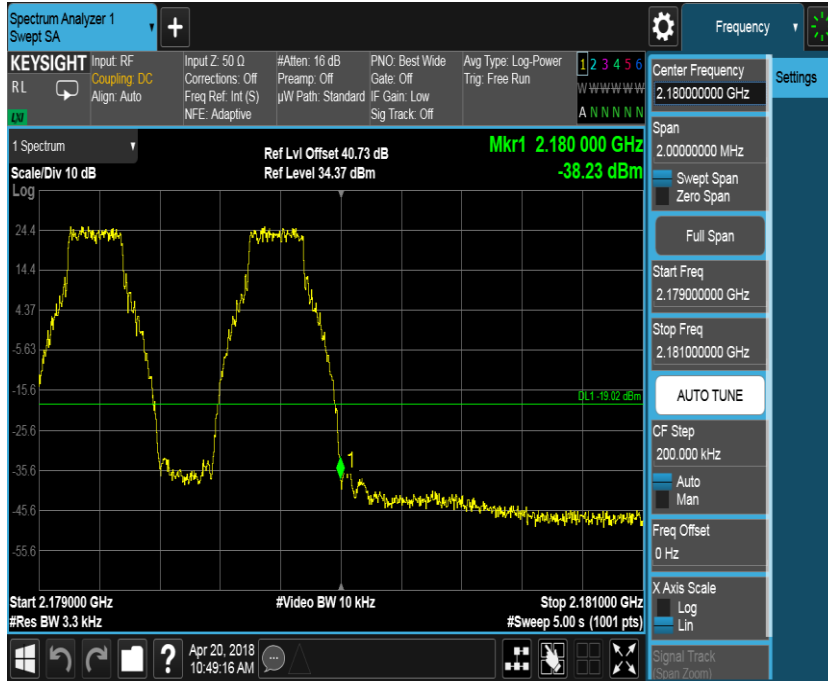 Spectrum Analyzer 1
Swept SA
Frequency
KEYSIGHT
RL
LXI
Input: RF
Coupling: DC
Align: Auto
Input Z: 50 Ω
Corrections: Off
Freq Ref: Int (S)
NFE: Adaptive
#Atten: 16 dB
Preamp: Off
µW Path: Standard
PNO: Best Wide
Gate: Off
IF Gain: Low
Sig Track: Off
Avg Type: Log-Power
Trig: Free Run
1 2 3 4 5 6
W W W W W W
A N N N N N
1 Spectrum
Scale/Div 10 dB
Log
Ref Lvl Offset 40.73 dB
Ref Level 34.37 dBm
Mkr1 2.180 000 GHz
-38.23 dBm
24.4
14.4
4.37
-5.63
-15.6
DL1 -19.02 dBm
-25.6
-35.6
1
-45.6
-55.6
Start 2.179000 GHz
#Res BW 3.3 kHz
#Video BW 10 kHz
Stop 2.181000 GHz
#Sweep 5.00 s (1001 pts)
Apr 20, 2018
10:49:16 AM
Center Frequency
2.180000000 GHz
Settings
Span
2.00000000 MHz
Swept Span
Zero Span
Full Span
Start Freq
2.179000000 GHz
Stop Freq
2.181000000 GHz
AUTO TUNE
CF Step
200.000 kHz
Auto
Man
Freq Offset
0 Hz
X Axis Scale
Log
Lin
Signal Track
(Span Zoom)